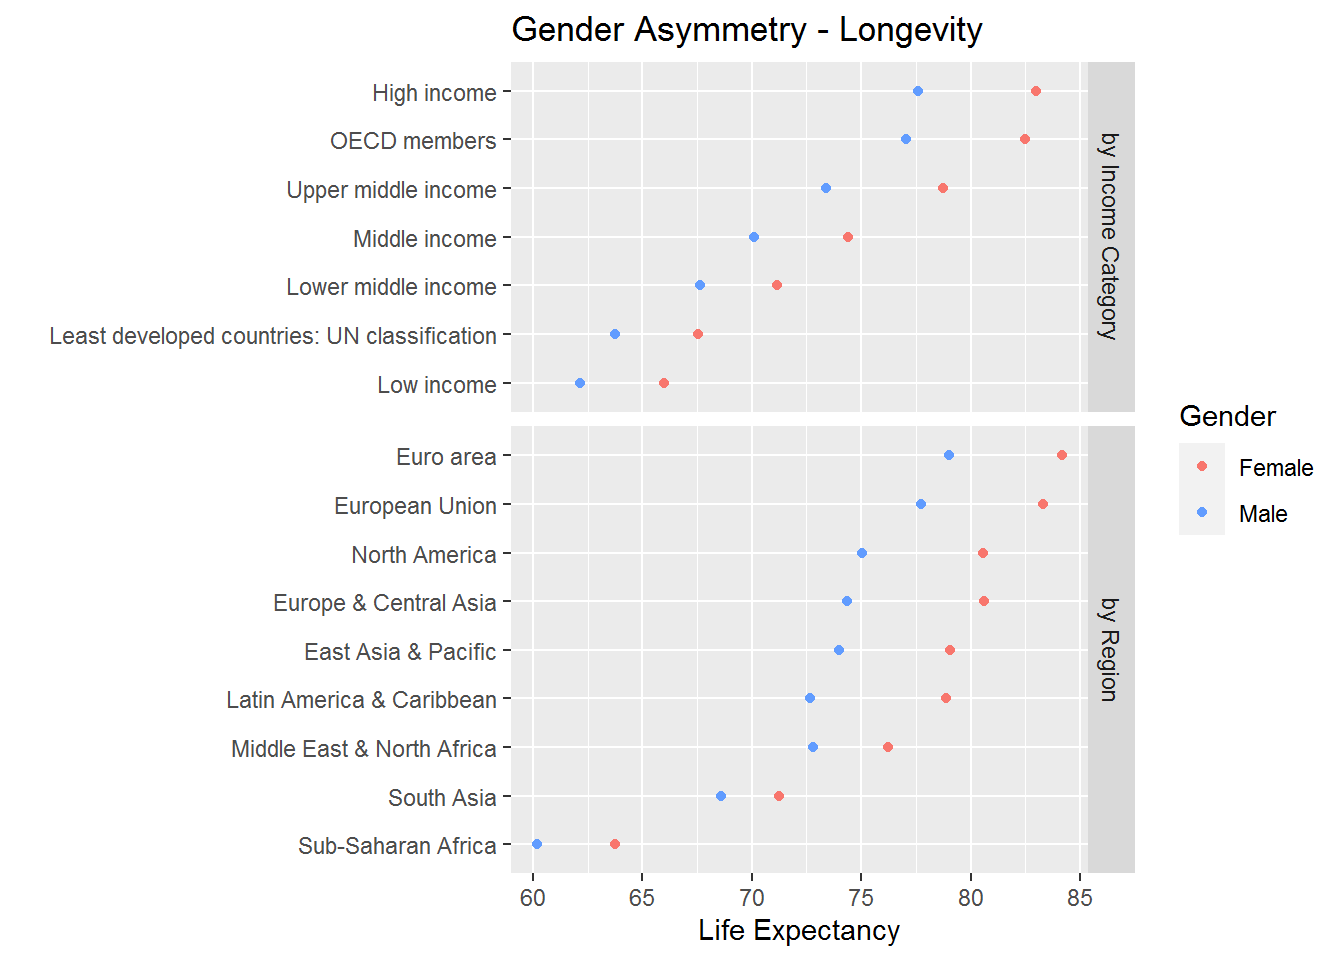 Gender Asymmetry - Longevity
High income
OECD members
Upper middle income
Middle income
Lower middle income
Least developed countries: UN classification
Low income
by Income Category
Euro area
European Union
North America
Europe & Central Asia
East Asia & Pacific
Latin America & Caribbean
Middle East & North Africa
South Asia
Sub-Saharan Africa
by Region
60 65 70 75 80 85
Life Expectancy
Gender
Female
Male